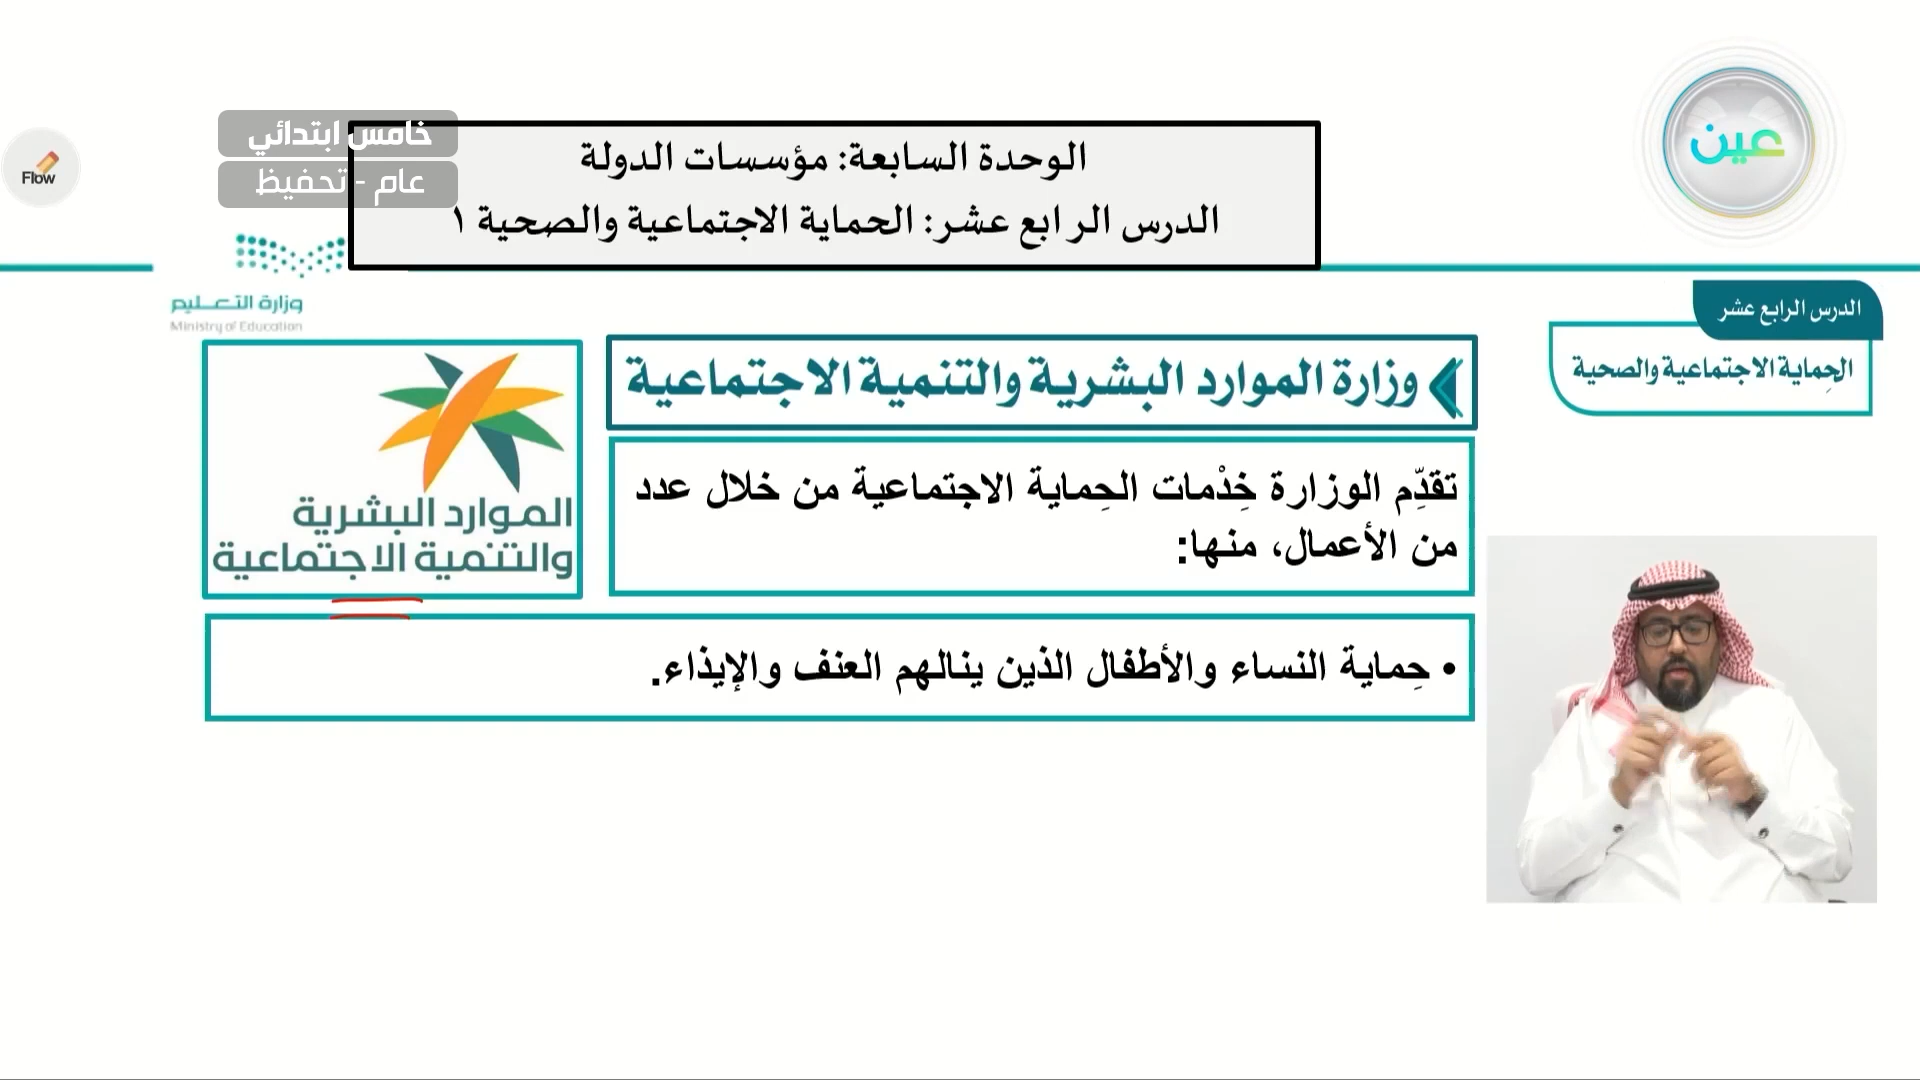 عين
خامس ابتدائي
عام - تحفيظ
الوحدة السابعة: مؤسسات الدولة
الدرس الرابع عشر: الحماية الاجتماعية والصحية ١
Flow
وزارة التعليم
Ministry of Education
الدرس الرابع عشر
الحِماية الاجتماعية والصحية
وزارة الموارد البشرية والتنمية الاجتماعية
تقدِّم الوزارة خِدْمات الحِماية الاجتماعية من خلال عدد
من الأعمال، منها:
الموارد البشرية
والتنمية الاجتماعية
• حِماية النساء والأطفال الذين ينالهم العنف والإيذاء.